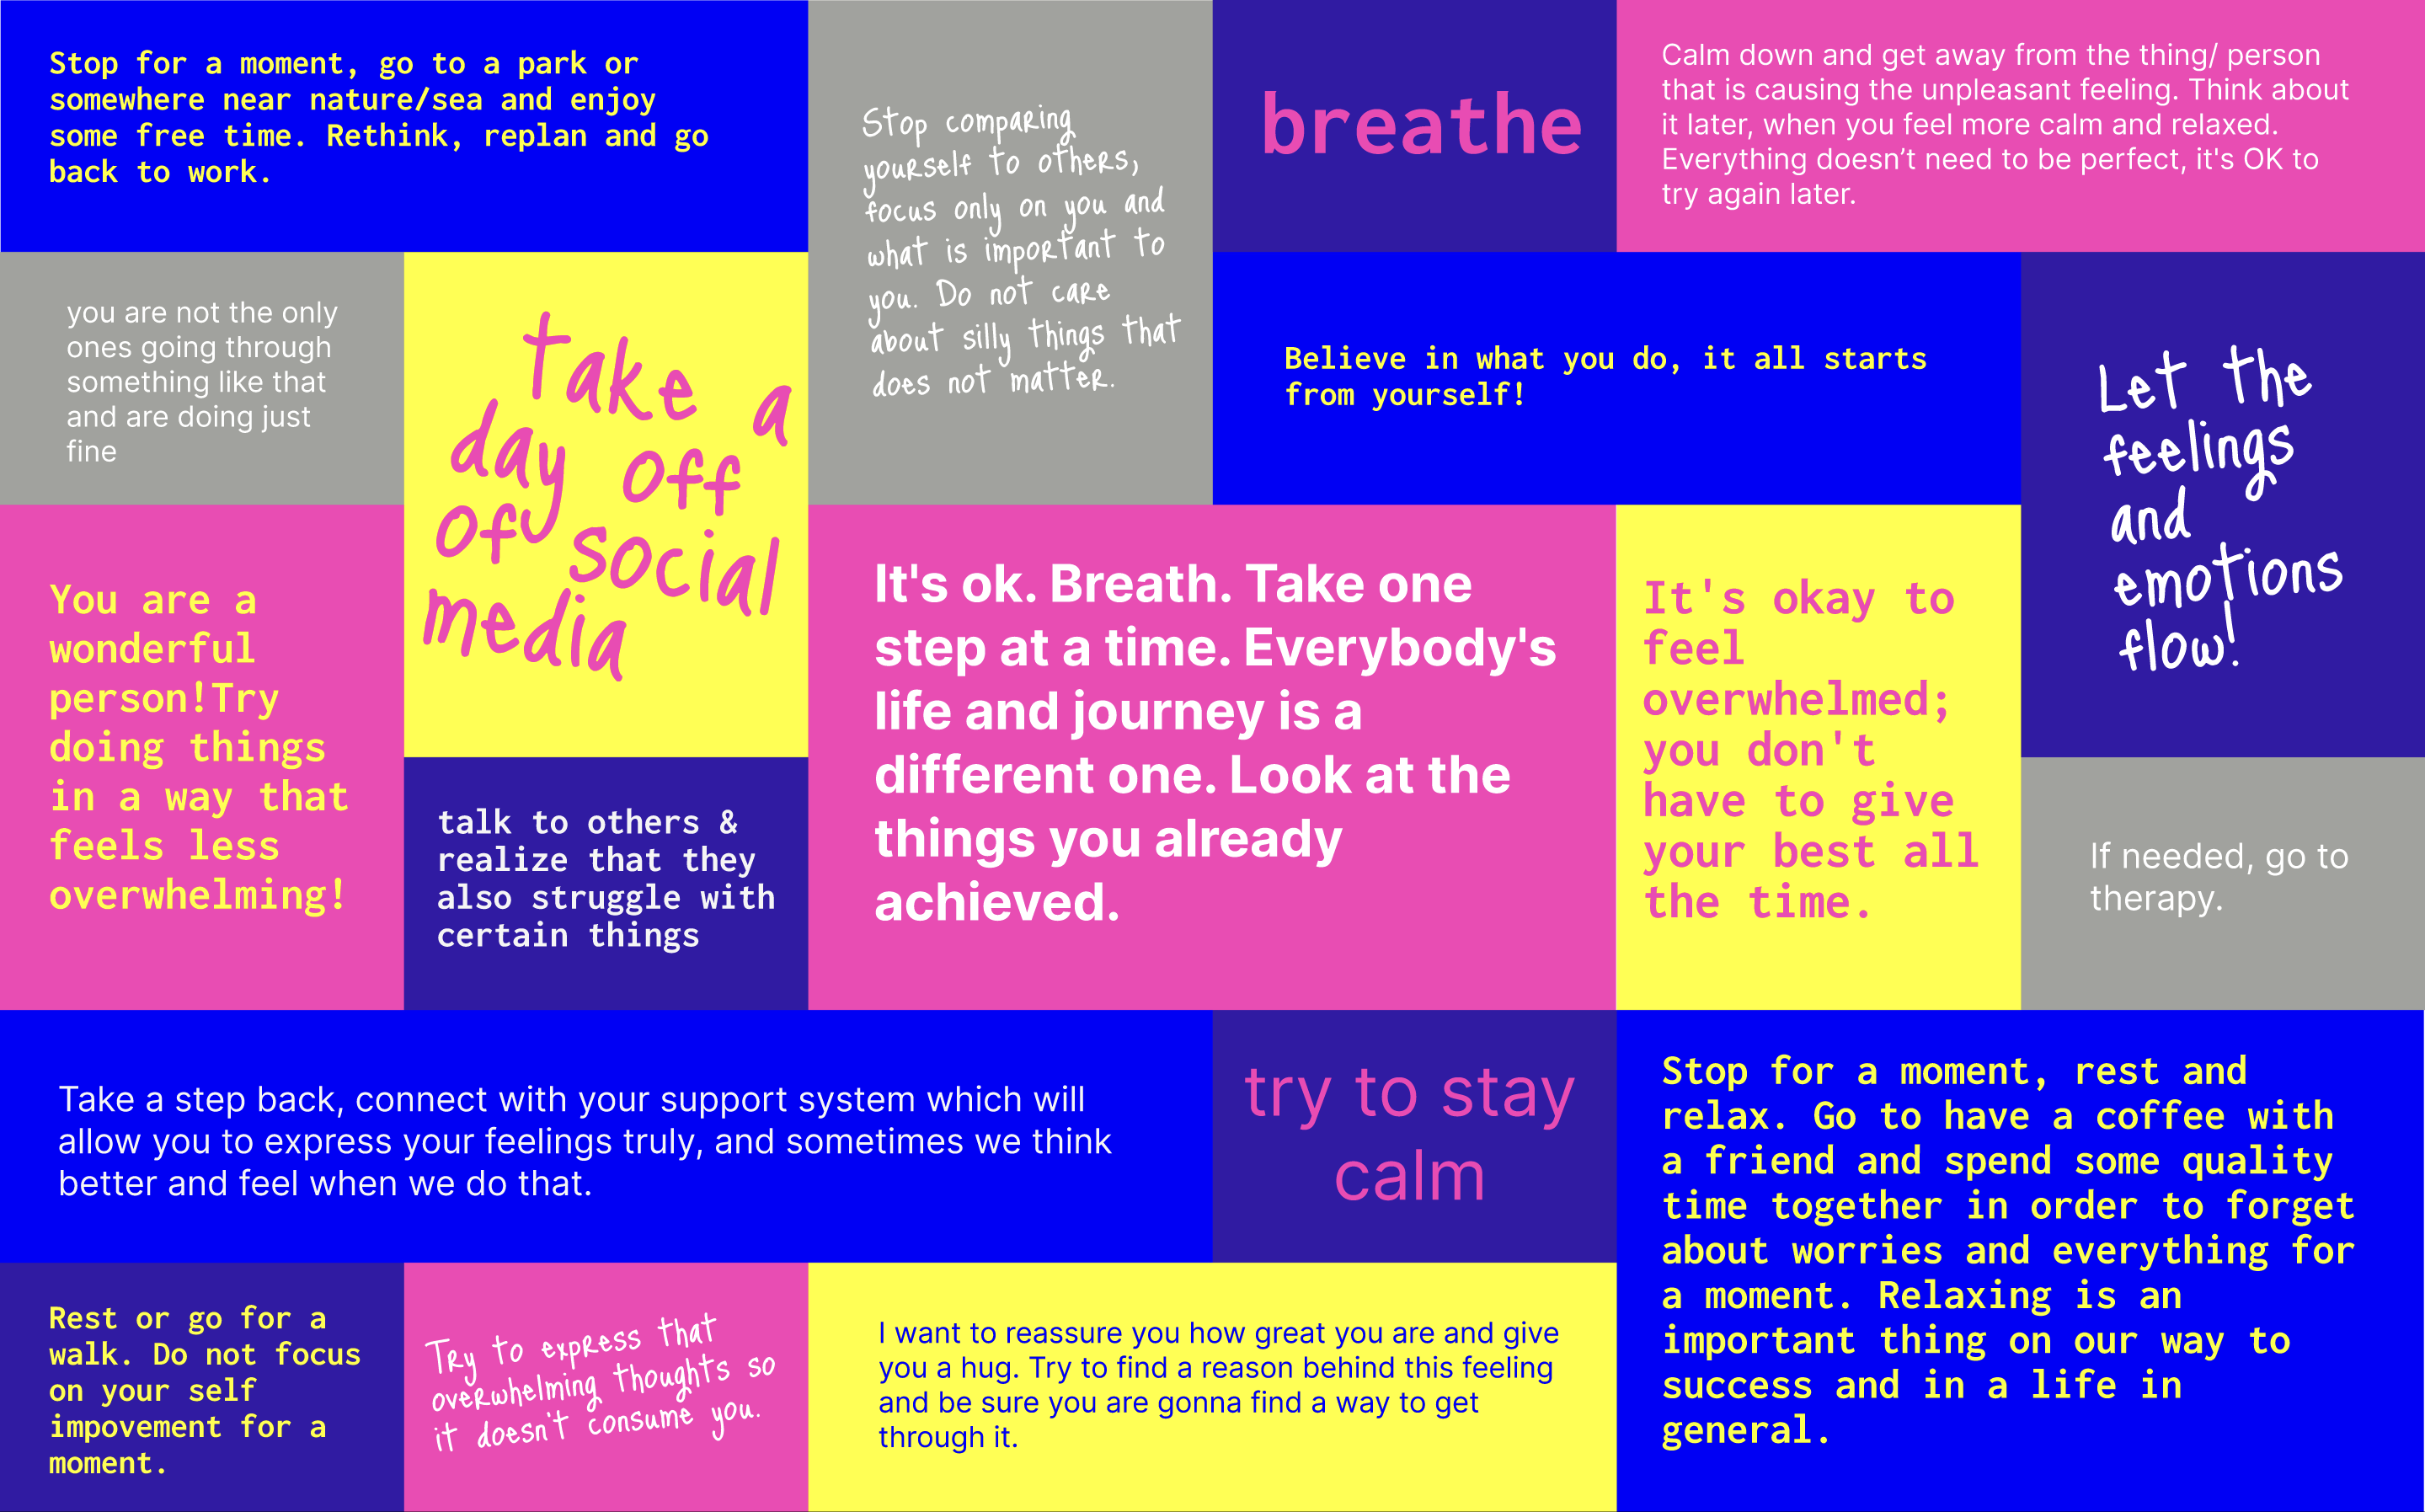 Stop for a moment, go to a park or
somewhere near nature/sea and enjoy
some free time. Rethink, replan and go
back to work.
Stop comparing
yourself to others,
focus only on you and
what is important to
you. Do not care
about silly things that
does not matter.
breathe
Calm down and get away from the thing/ person
that is causing the unpleasant feeling. Think about
it later, when you feel more calm and relaxed.
Everything doesn’t need to be perfect, it's OK to
try again later.
you are not the only
ones going through
something like that
and are doing just
fine
take a
day off
of social
media
Believe in what you do, it all starts
from yourself!
Let the
feelings
and
emotions
flow!
You are a
wonderful
person!Try
doing things
in a way that
feels less
overwhelming!
talk to others &
realize that they
also struggle with
certain things
It's ok. Breath. Take one
step at a time. Everybody's
life and journey is a
different one. Look at the
things you already
achieved.
It's okay to
feel
overwhelmed;
you don't
have to give
your best all
the time.
If needed, go to
therapy.
Take a step back, connect with your support system which will
allow you to express your feelings truly, and sometimes we think
better and feel when we do that.
try to stay
calm
Stop for a moment, rest and
relax. Go to have a coffee with
a friend and spend some quality
time together in order to forget
about worries and everything for
a moment. Relaxing is an
important thing on our way to
success and in a life in
general.
Rest or go for a
walk. Do not focus
on your self
impovement for a
moment.
Try to express that
overwhelming thoughts so
it doesn't consume you.
I want to reassure you how great you are and give
you a hug. Try to find a reason behind this feeling
and be sure you are gonna find a way to get
through it.